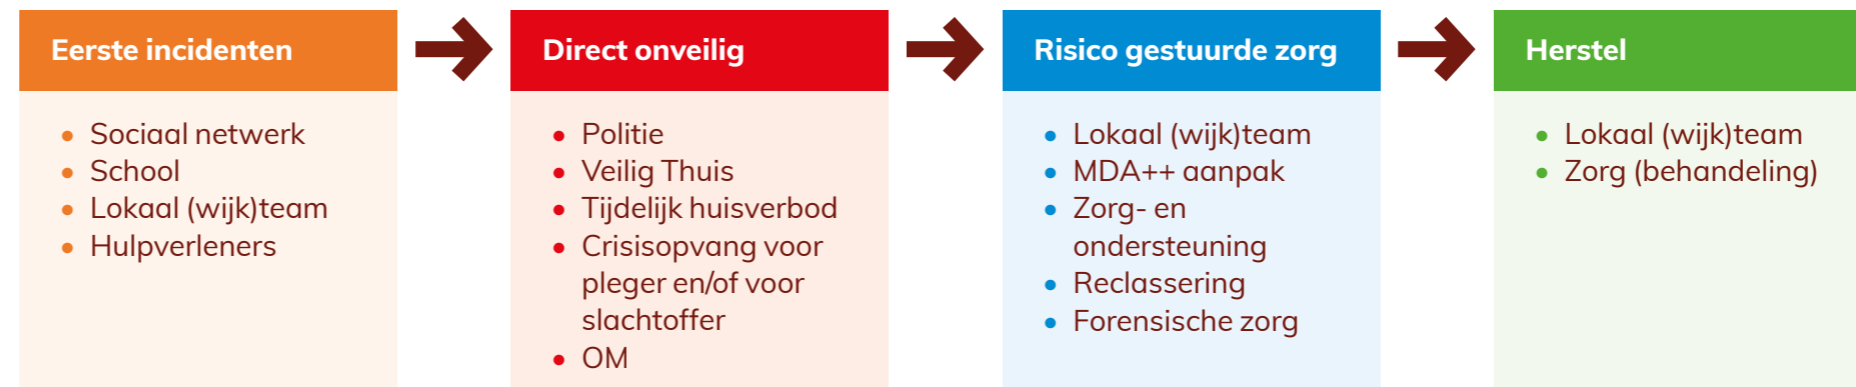 Eerste incidenten
Sociaal netwerk
School
Lokaal (wijk)team
Hulpverleners
Direct onveilig
Politie
Veilig Thuis
Tijdelijk huisverbod
Crisisopvang voor
pleger en/of voor
slachtoffer
OM
Risico gestuurde zorg
Lokaal (wijk)team
MDA++ aanpak
Zorg- en
ondersteuning
Reclassering
Forensische zorg
Herstel
Lokaal (wijk)team
Zorg (behandeling)